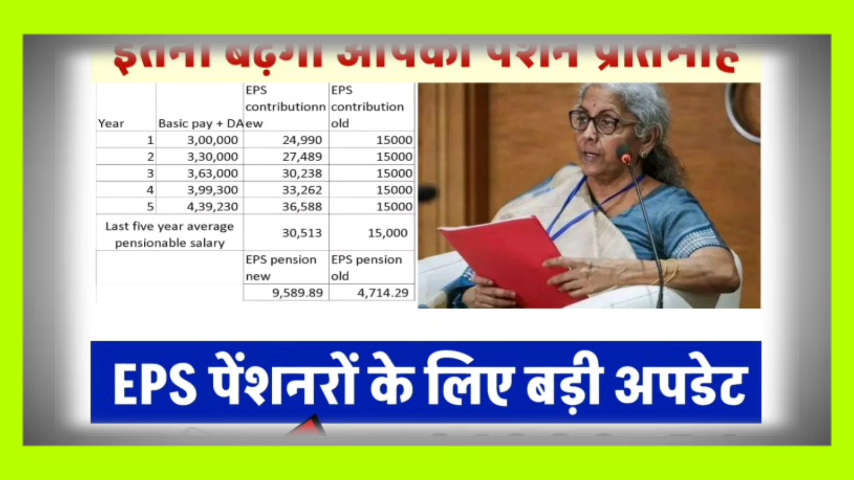 इतना बढ़ेगा आपका पेंशन प्रतिमाह
EPS EPS
contributionn contribution
Year Basic pay + DA ew old
1 3,00,000 24,990 15000
2 3,30,000 27,489 15000
3 3,63,000 30,238 15000
4 3,99,300 33,262 15000
5 4,39,230 36,588 15000
Last five year average
pensionable salary 30,513 15,000
EPS pension EPS pension
new old
9,589.89 4,714.29
EPS पेंशनरों के लिए बड़ी अपडेट